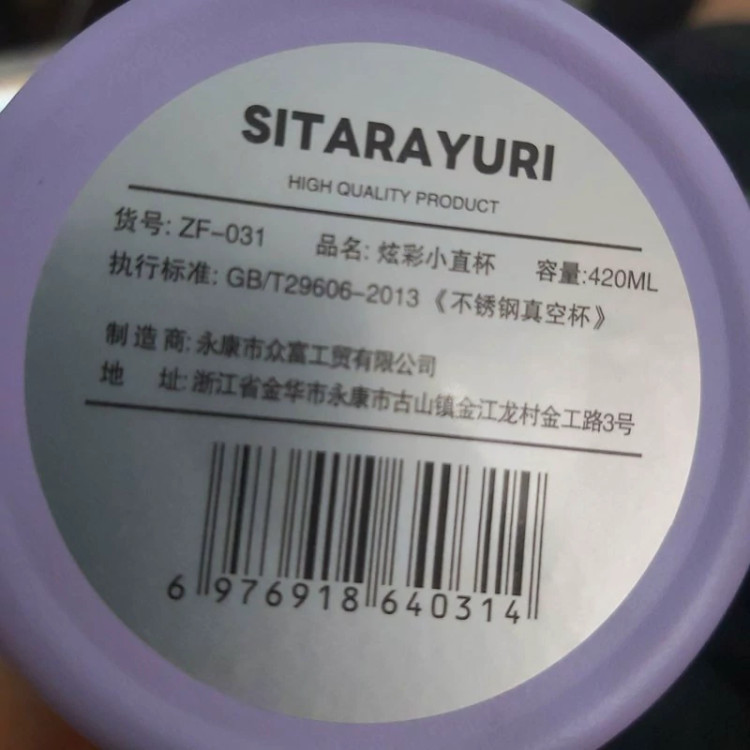 SITARAYURI
HIGH QUALITY PRODUCT
货号: ZF-031 品名: 炫彩小直杯 容量:420ML
执行标准: GB/T29606-2013《不锈钢真空杯》
制造商: 永康市众富工贸有限公司
地 址: 浙江省金华市永康市古山镇金江龙村金工路3号
6 976918 640314